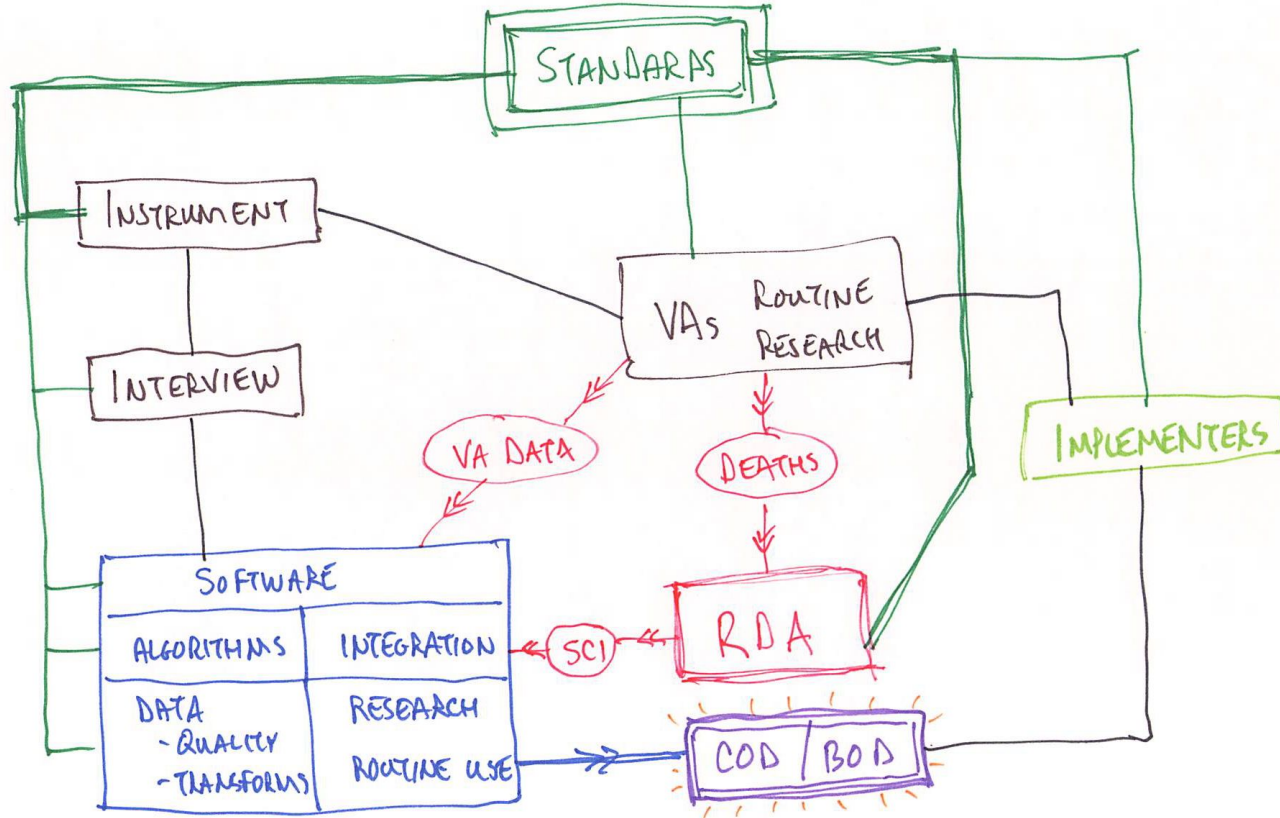 STANDARDS
INSTRUMENT
VAs
ROUTINE
RESEARCH
INTERVIEW
VA DATA
DEATHS
IMPLEMENTERS
SOFTWARE
ALGORITHMS
INTEGRATION
SCI
RDA
DATA
- QUALITY
- TRANSFORMS
RESEARCH
ROUTINE USE
COD / BOD